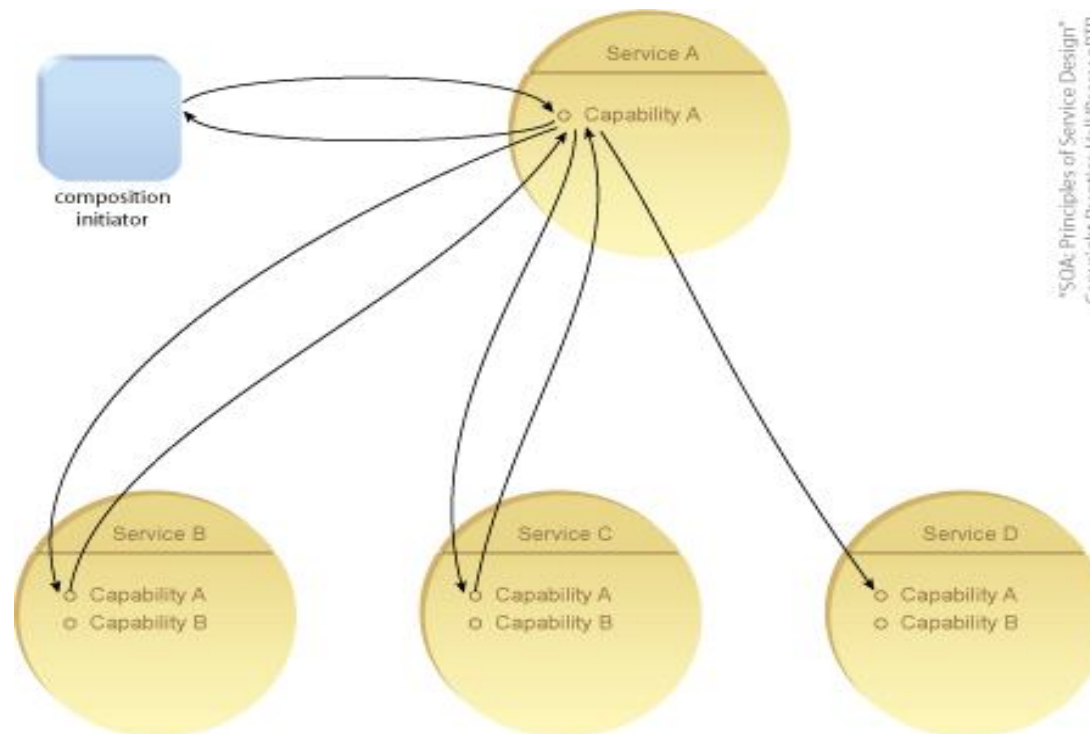 Service A
Capability A
composition
initiator
Service B
Capability A
Capability B
Service C
Capability A
Capability B
Service D
Capability A
Capability B
"SOA: Principles of Service Design"